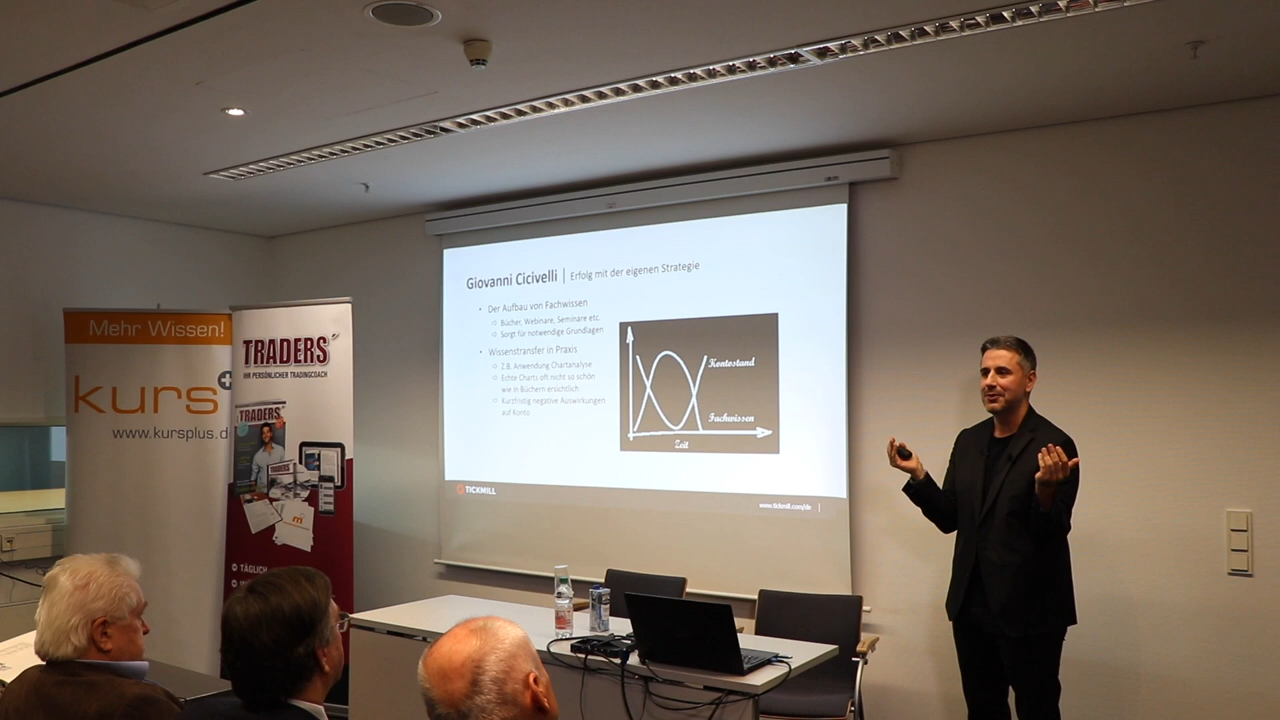 Mehr Wissen!
kurs+
www.kursplus.d
TRADERS'
IHR PERSÖNLICHER TRADINGCOACH
TRADERS'
TÄGLICH
Giovanni Cicivelli | Erfolg mit der eigenen Strategie
• Der Aufbau von Fachwissen
Bücher, Webinare, Seminare etc.
Sorgt für notwendige Grundlagen
• Wissenstransfer in Praxis
Z.B. Anwendung Chartanalyse
Echte Charts oft nicht so schön
wie in Büchern ersichtlich
Kurzfristig negative Auswirkungen
auf Konto
Kontostand
Fachwissen
Zeit
TICKMILL
www.tickmill.com/de